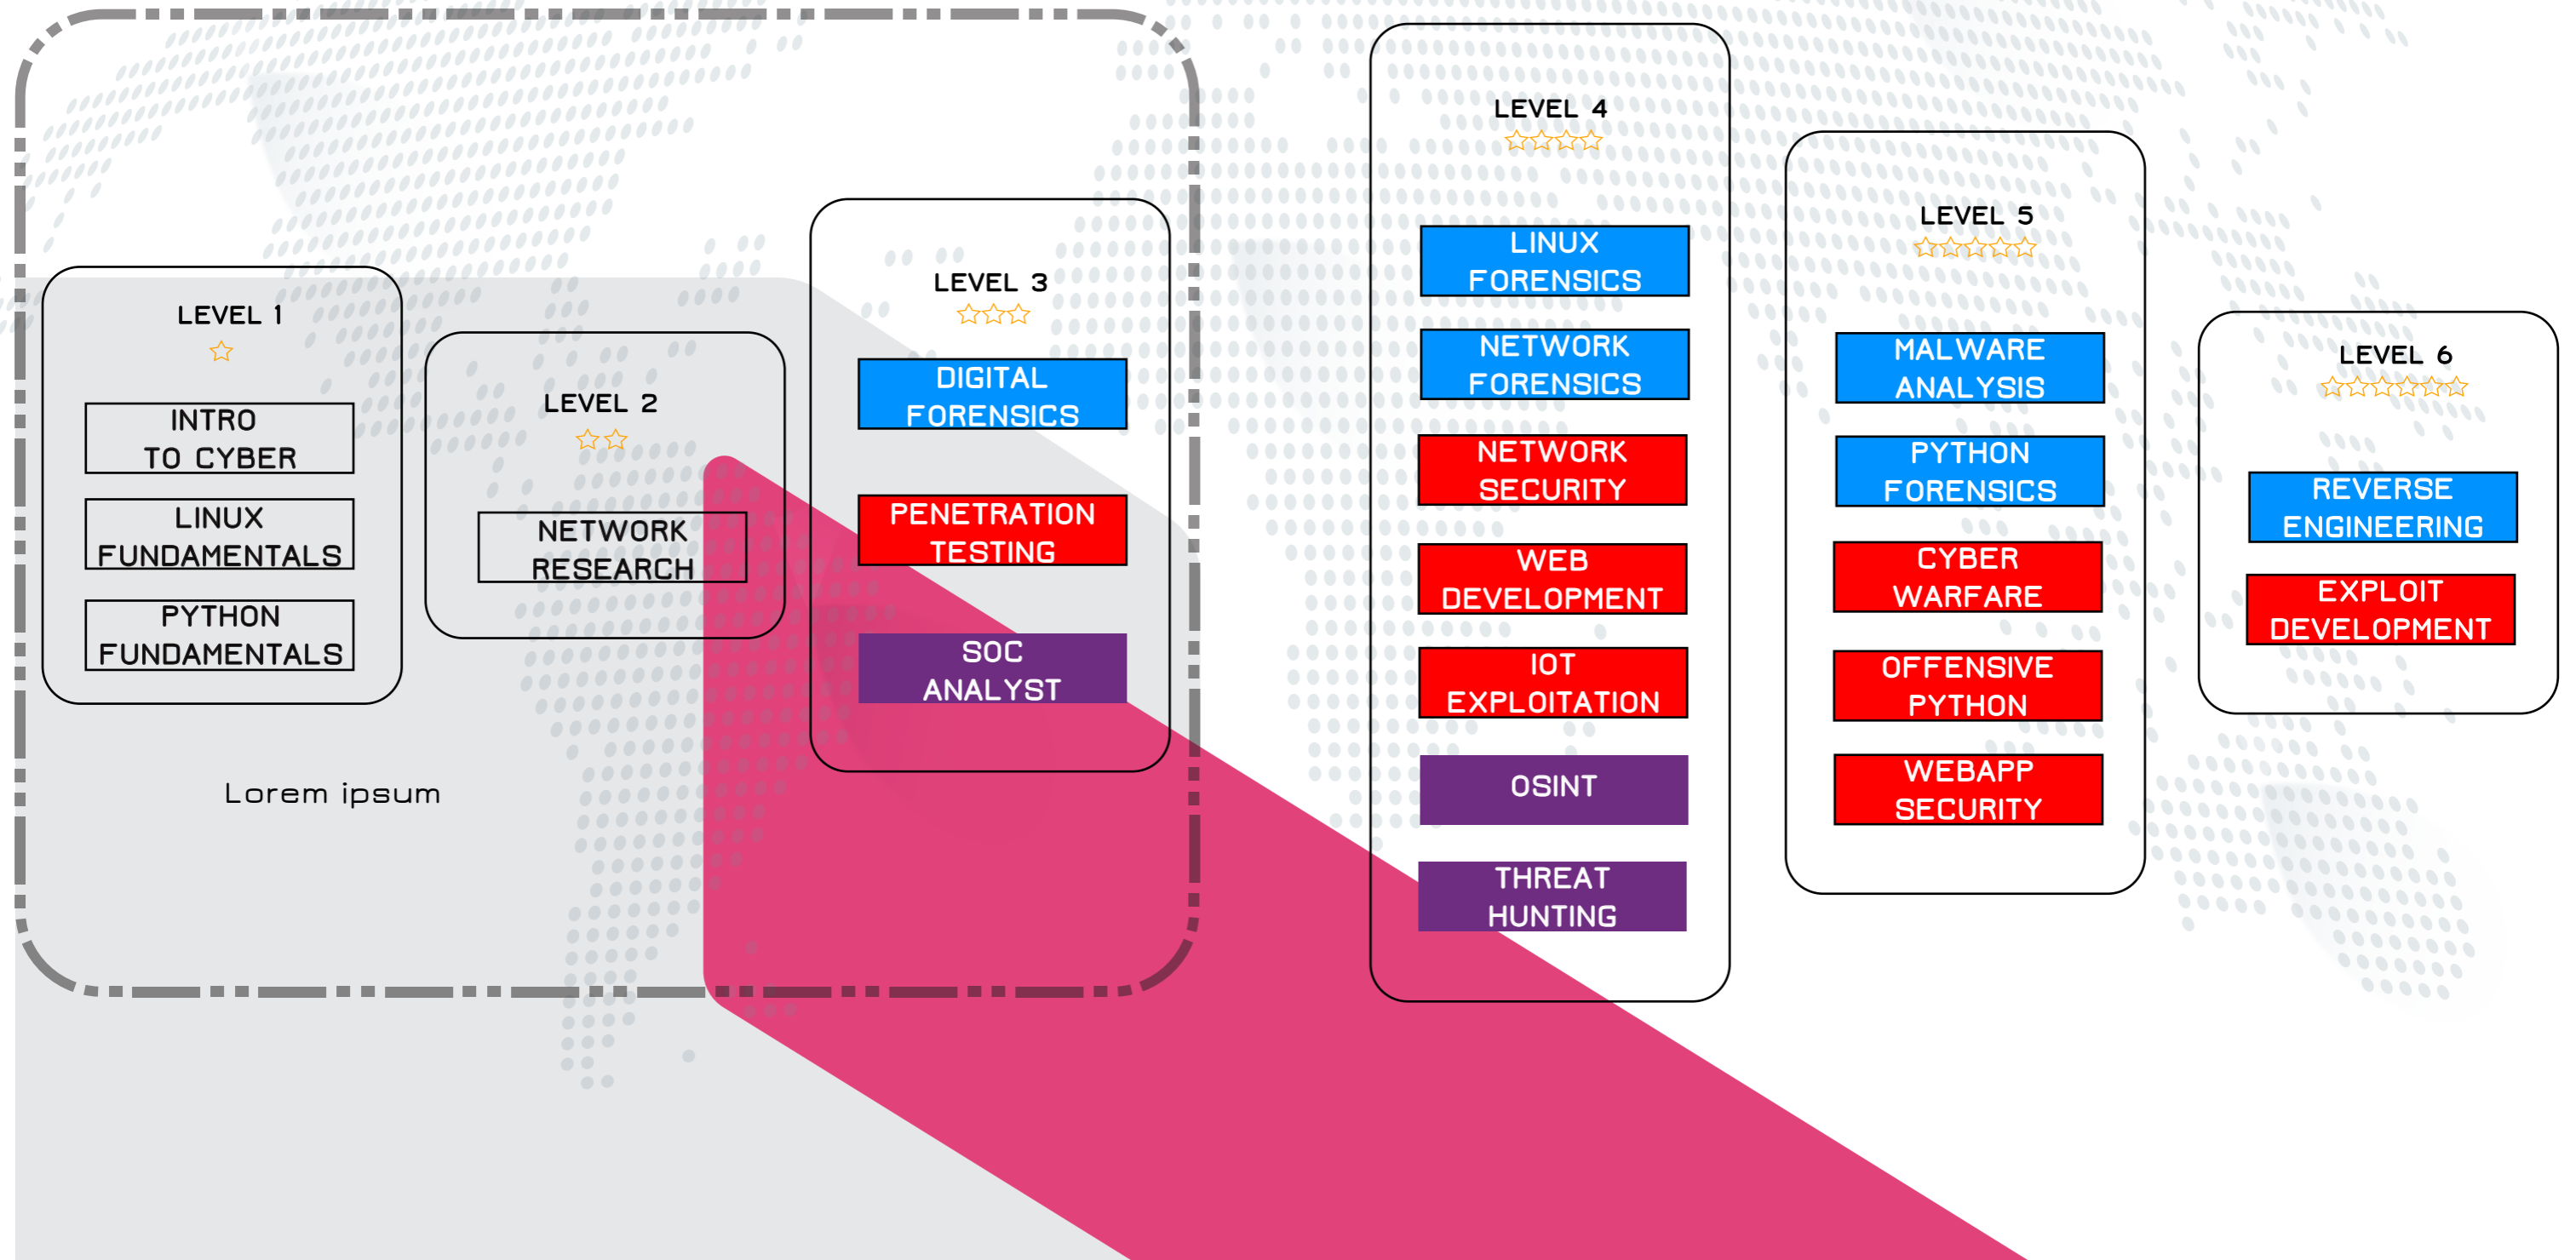 LEVEL 1
INTRO
TO CYBER
LINUX
FUNDAMENTALS
PYTHON
FUNDAMENTALS
Lorem ipsum
LEVEL 2
NETWORK
RESEARCH
LEVEL 3
DIGITAL
FORENSICS
PENETRATION
TESTING
SOC
ANALYST
LEVEL 4
LINUX
FORENSICS
NETWORK
FORENSICS
NETWORK
SECURITY
WEB
DEVELOPMENT
IOT
EXPLOITATION
OSINT
THREAT
HUNTING
LEVEL 5
MALWARE
ANALYSIS
PYTHON
FORENSICS
CYBER
WARFARE
OFFENSIVE
PYTHON
WEBAPP
SECURITY
LEVEL 6
REVERSE
ENGINEERING
EXPLOIT
DEVELOPMENT